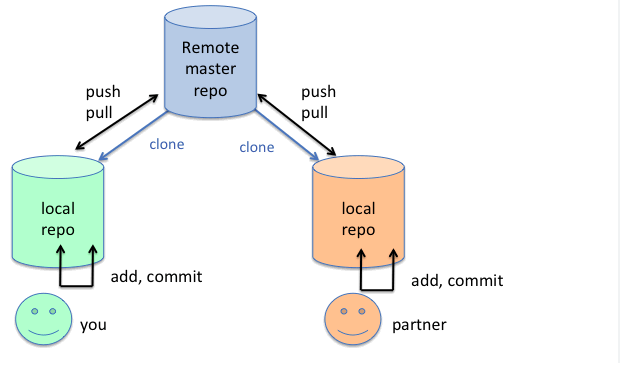 Remote
master
repo
push
pull
push
pull
clone
clone
local
repo
local
repo
add, commit
add, commit
you
partner